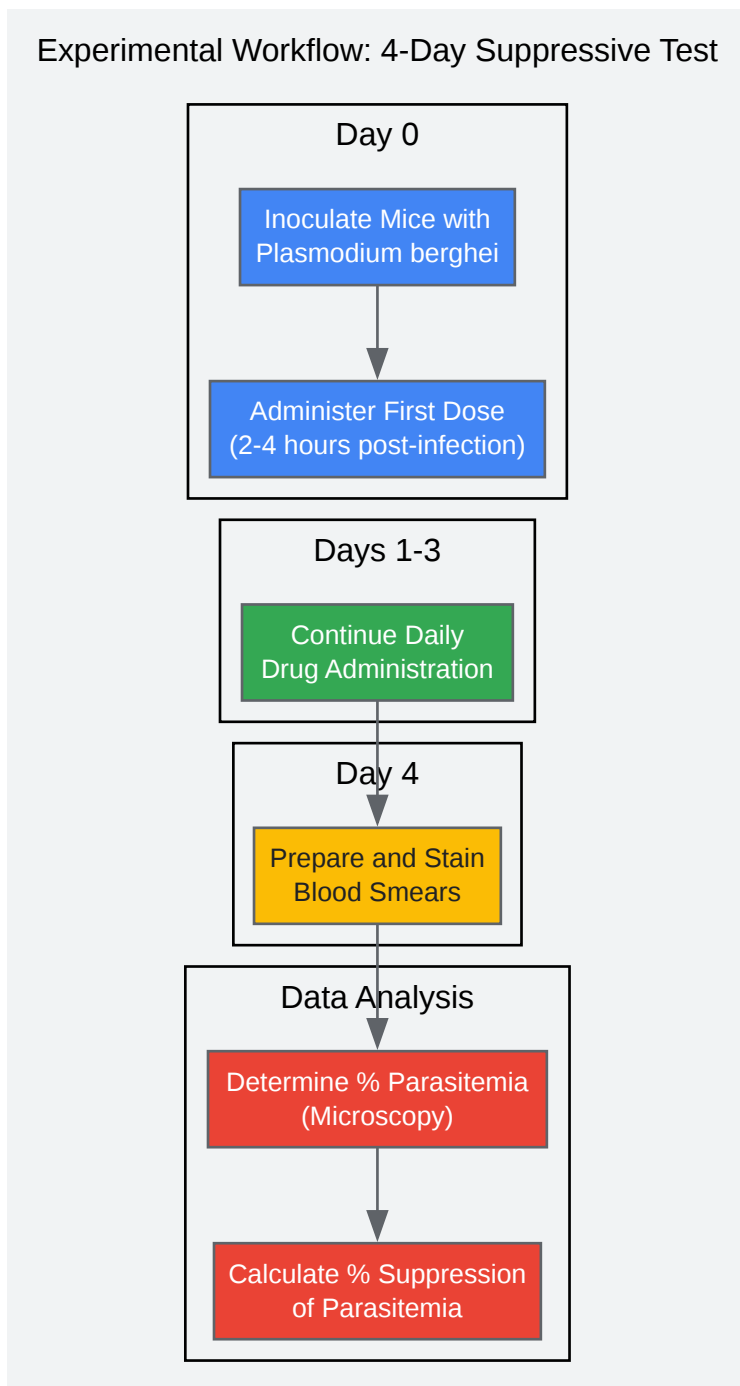 Experimental Workflow: 4-Day Suppressive Test
Day 0
Inoculate Mice with
Plasmodium berghei
Administer First Dose
(2-4 hours post-infection)
Days 1-3
Continue Daily
Drug Administration
Day 4
Prepare and Stain
Blood Smears
Data Analysis
Determine % Parasitemia
(Microscopy)
Calculate % Suppression
of Parasitemia